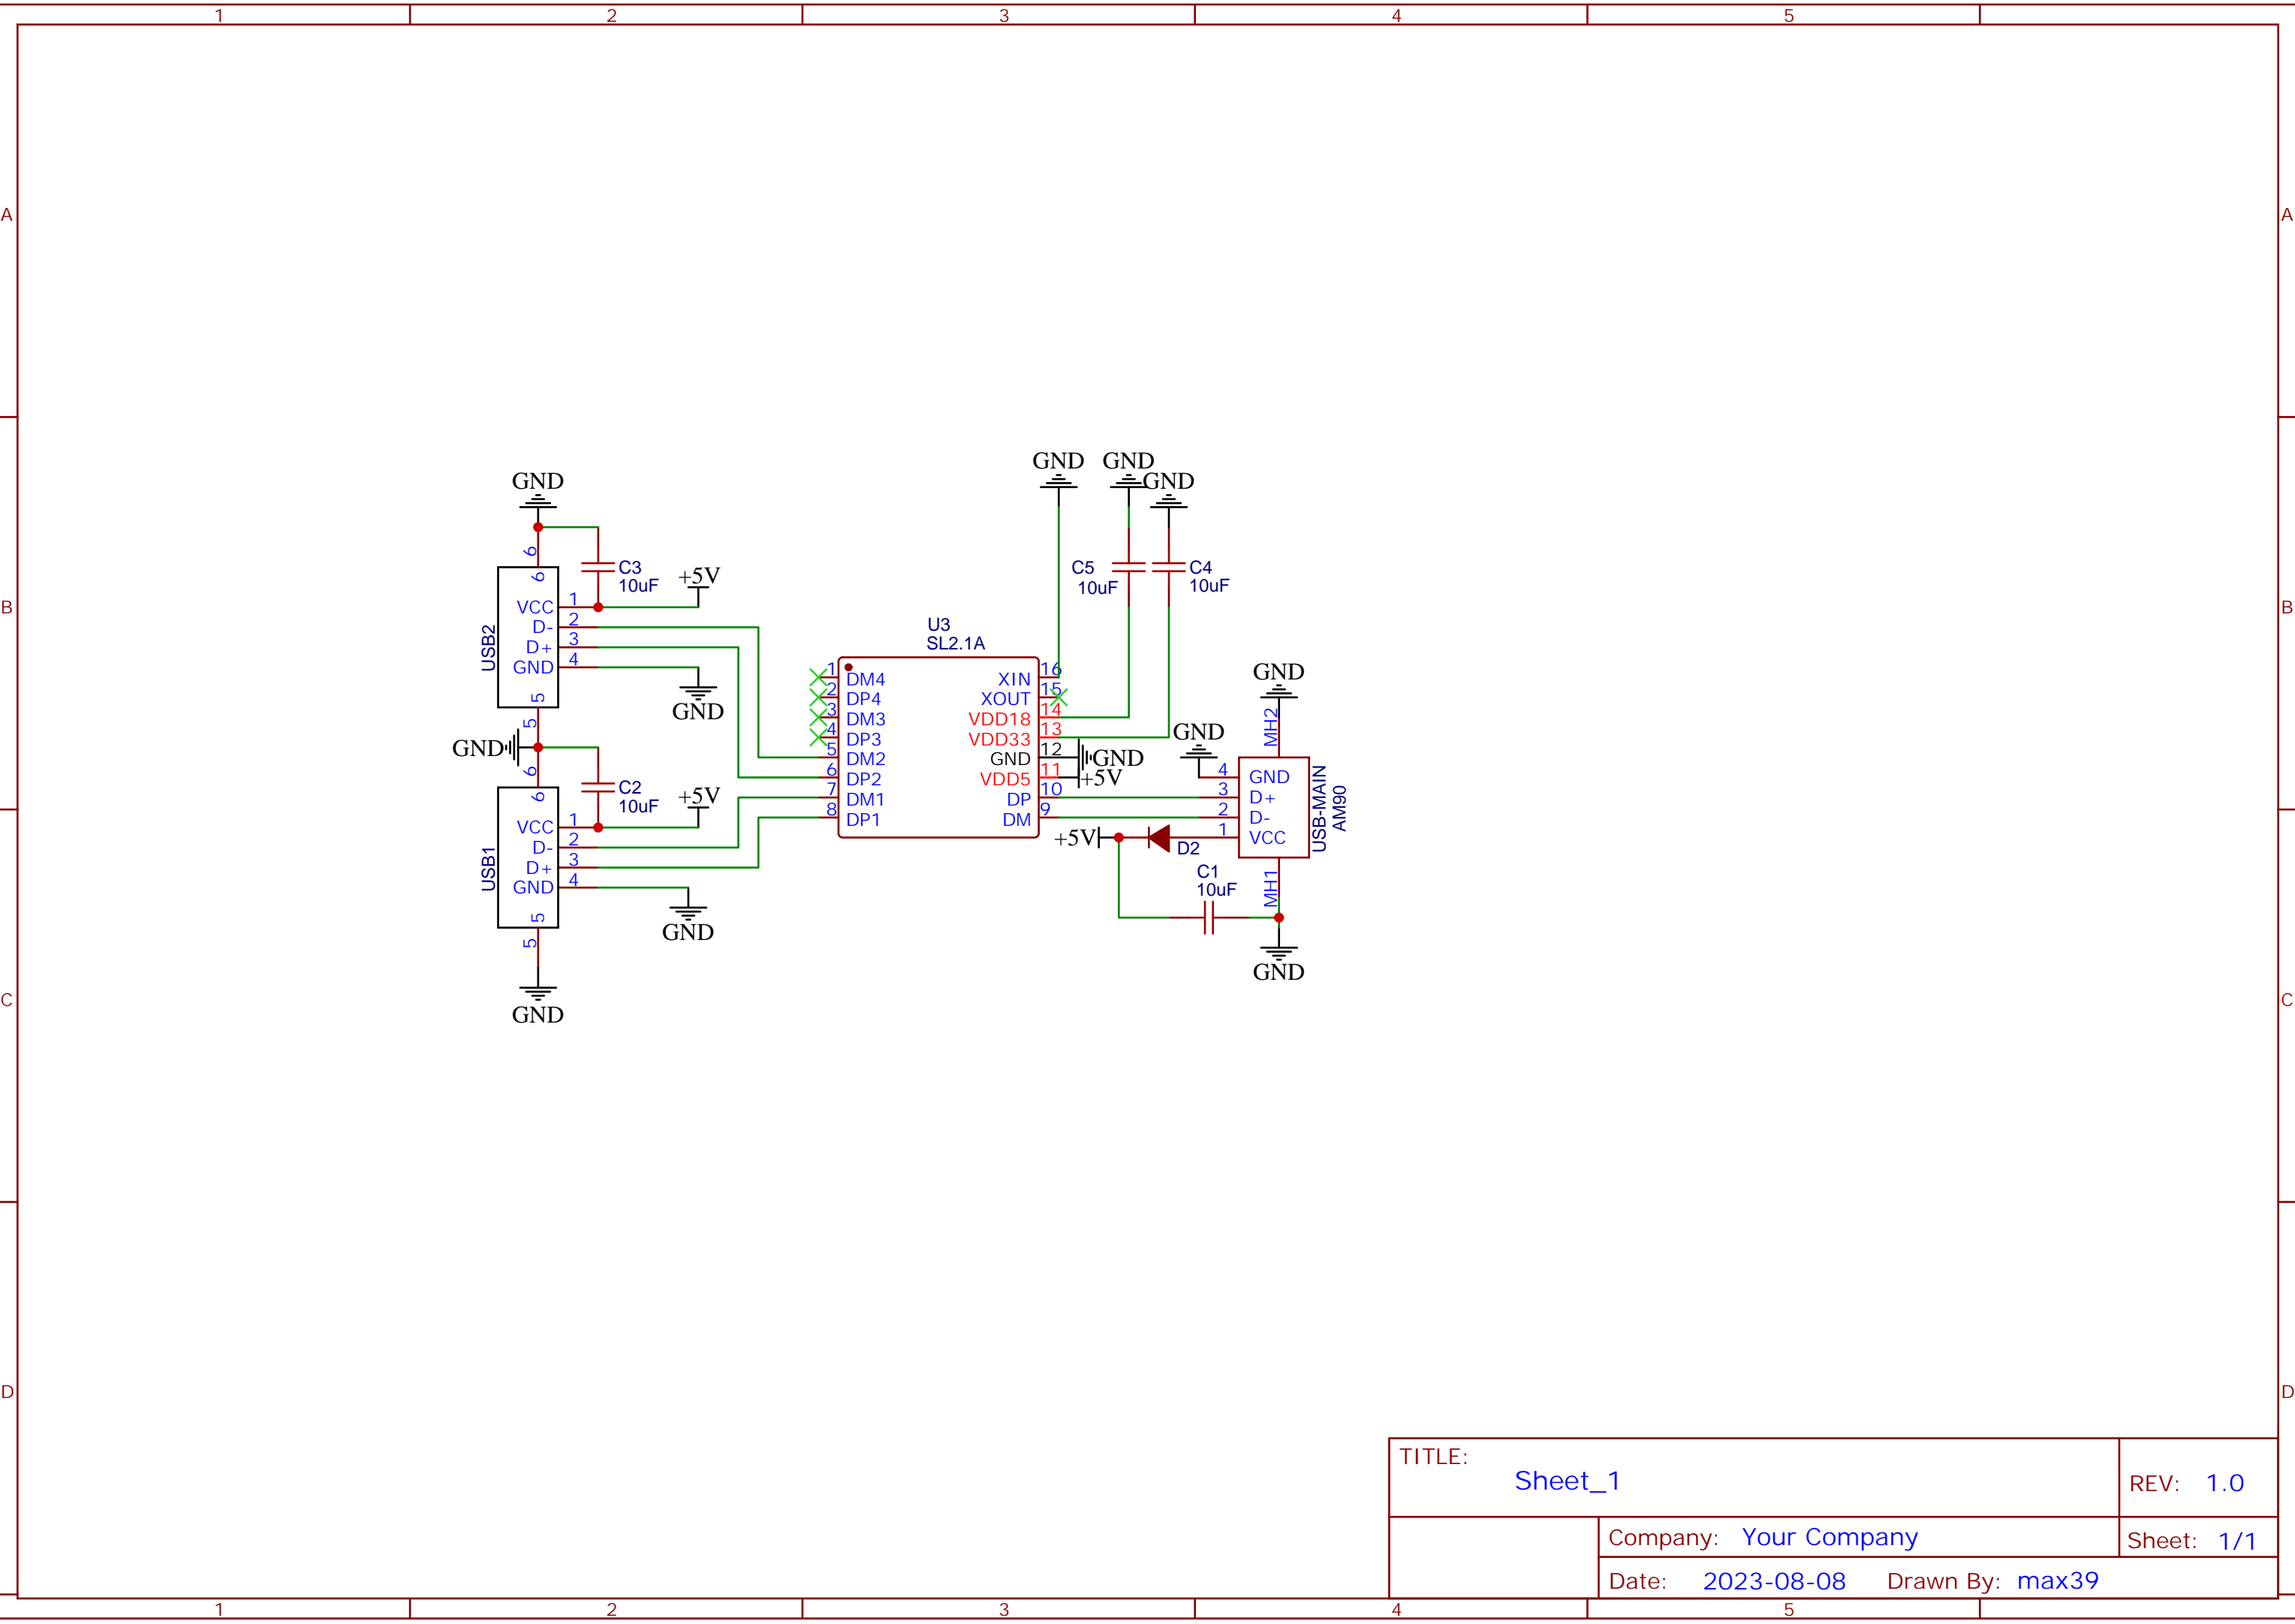 1 2 3 4 5
A A
B B
C C
D D
GND
6
6
C3
10uF
+5V
VCC 1
D- 2
D+ 3
GND 4
USB2
5
5
GND
GND
6
6
C2
10uF
+5V
VCC 1
D- 2
D+ 3
GND 4
USB1
5
5
GND
GND
GND GND
GND
C5
10uF
C4
10uF
U3
SL2.1A
1 DM4 XIN 16
2 DP4 XOUT 15
3 DM3 VDD18 14
4 DP3 VDD33 13
5 DM2 GND 12 GND
6 DP2 VDD5 11 +5V
7 DM1 DP 10
8 DP1 DM 9
GND
MH2
GND
4 GND
3 D+
2 D-
1 VCC
USB-MAIN
AM90
+5V
D2
C1
10uF
MH1
GND
TITLE:
Sheet_1
REV: 1.0
Company: Your Company
Sheet: 1/1
Date: 2023-08-08 Drawn By: max39
1 2 3 4 5